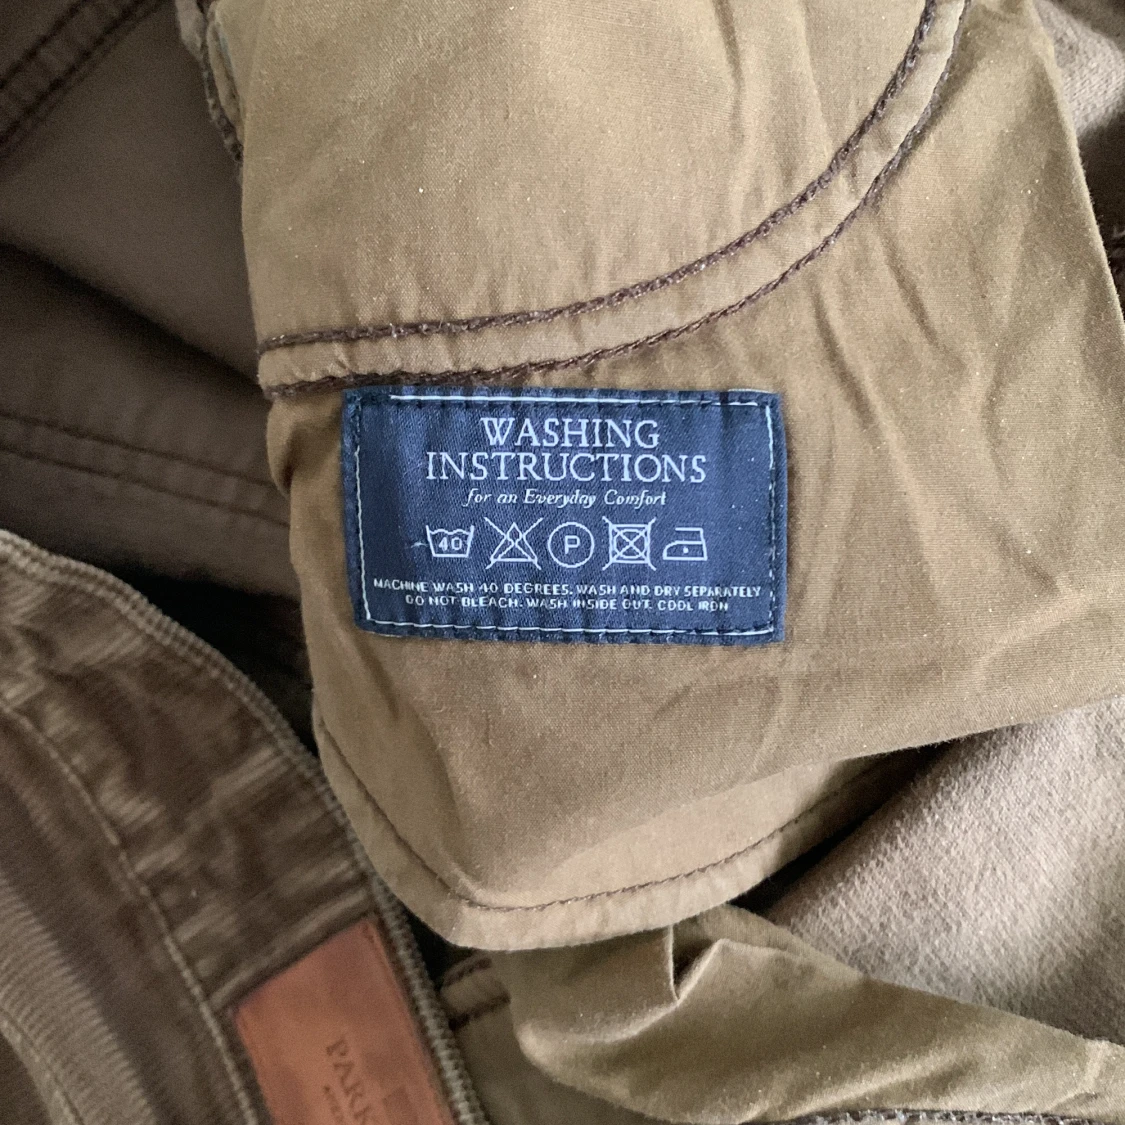 WASHING
INSTRUCTIONS
for an Everyday Comfort
40 P
MACHINE WASH 40 DEGREES. WASH AND DRY SEPARATELY
DO NOT BLEACH. WASH INSIDE OUT. COOL IRON
PARK